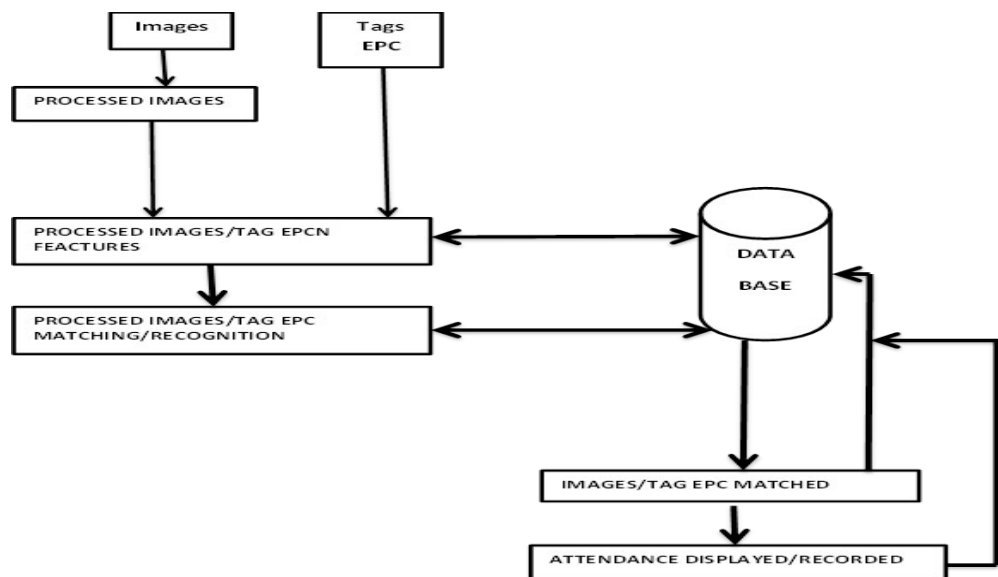 Images
Tags
EPC
PROCESSED IMAGES
PROCESSED IMAGES/TAG EPCN
FEACTURES
DATA
BASE
PROCESSED IMAGES/TAG EPC
MATCHING/RECOGNITION
IMAGES/TAG EPC MATCHED
ATTENDANCE DISPLAYED/RECORDED